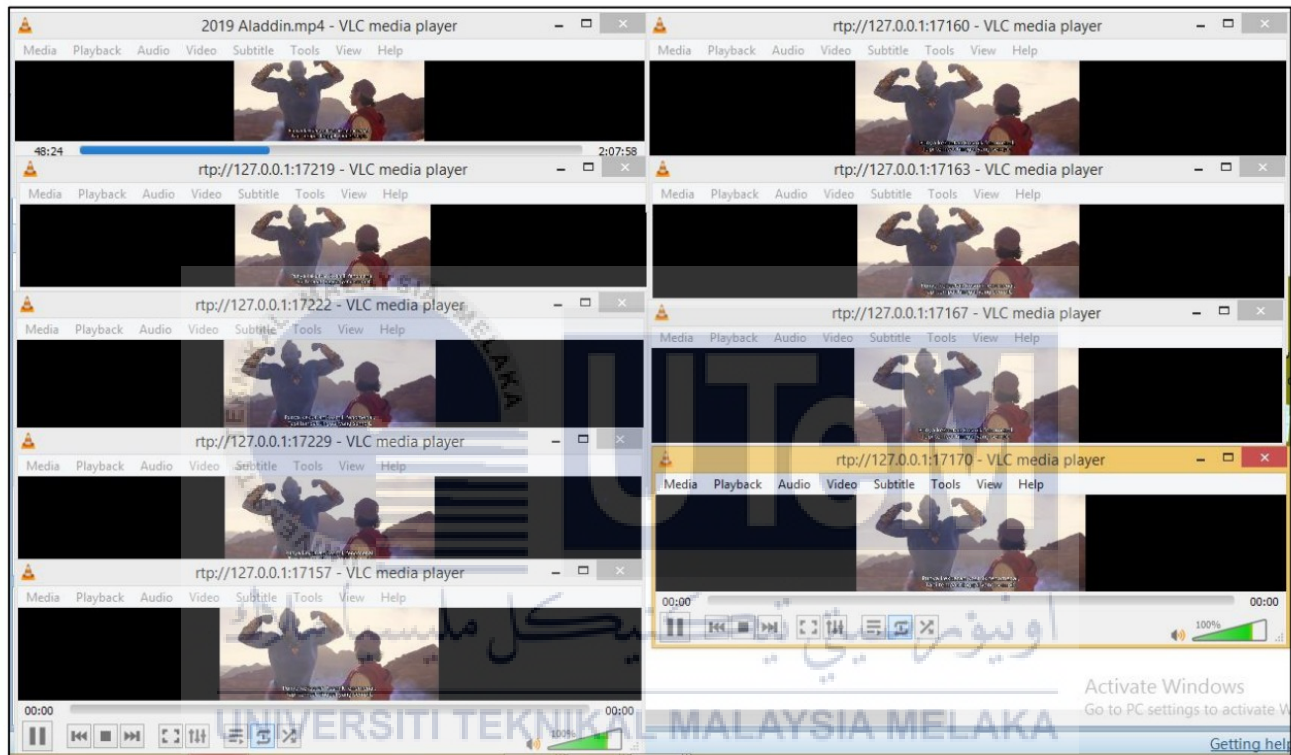 2019 Aladdin.mp4 - VLC media player
Media Playback Audio Video Subtitle Tools View Help
48:24 2:07:58
rtp://127.0.0.1:17219 - VLC media player
Media Playback Audio Video Subtitle Tools View Help
rtp://127.0.0.1:17222 - VLC media player
Media Playback Audio Video Subtitle Tools View Help
rtp://127.0.0.1:17229 - VLC media player
Media Playback Audio Video Subtitle Tools View Help
rtp://127.0.0.1:17157 - VLC media player
Media Playback Audio Video Subtitle Tools View Help
00:00 00:00
100%
rtp://127.0.0.1:17160 - VLC media player
Media Playback Audio Video Subtitle Tools View Help
rtp://127.0.0.1:17163 - VLC media player
Media Playback Audio Video Subtitle Tools View Help
rtp://127.0.0.1:17167 - VLC media player
Media Playback Audio Video Subtitle Tools View Help
rtp://127.0.0.1:17170 - VLC media player
Media Playback Audio Video Subtitle Tools View Help
00:00 00:00
100%
Activate Windows
Go to PC settings to activate W
Getting help
UTeM
اونيۏرسيتي تيكنيكل مليسيا ملاك
UNIVERSITI TEKNIKAL MALAYSIA MELAKA